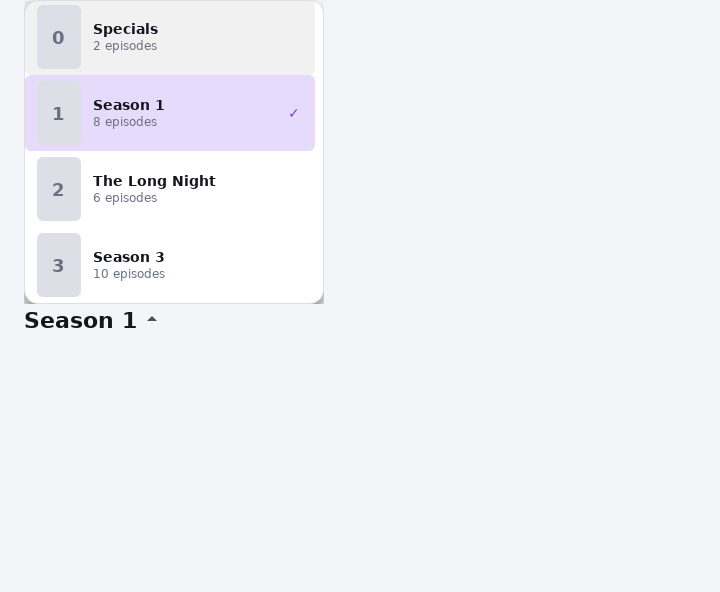 0
Specials
2 episodes
1
Season 1
8 episodes
✓
2
The Long Night
6 episodes
3
Season 3
10 episodes
Season 1